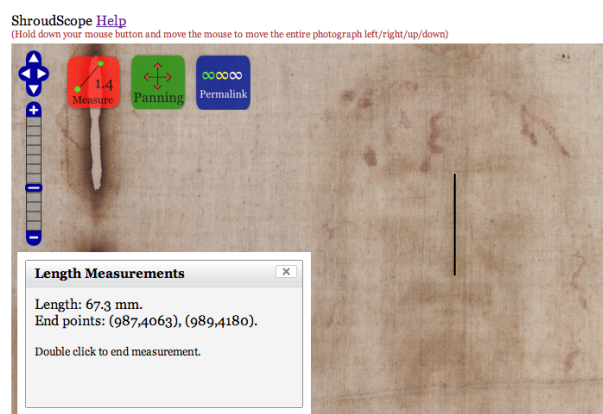 ShroudScope Help
(Hold down your mouse button and move the mouse to move the entire photograph left/right/up/down)
1.4
Measure
Panning
Permalink
Length Measurements
Length: 67.3 mm.
End points: (987,4063), (989,4180).
Double click to end measurement.